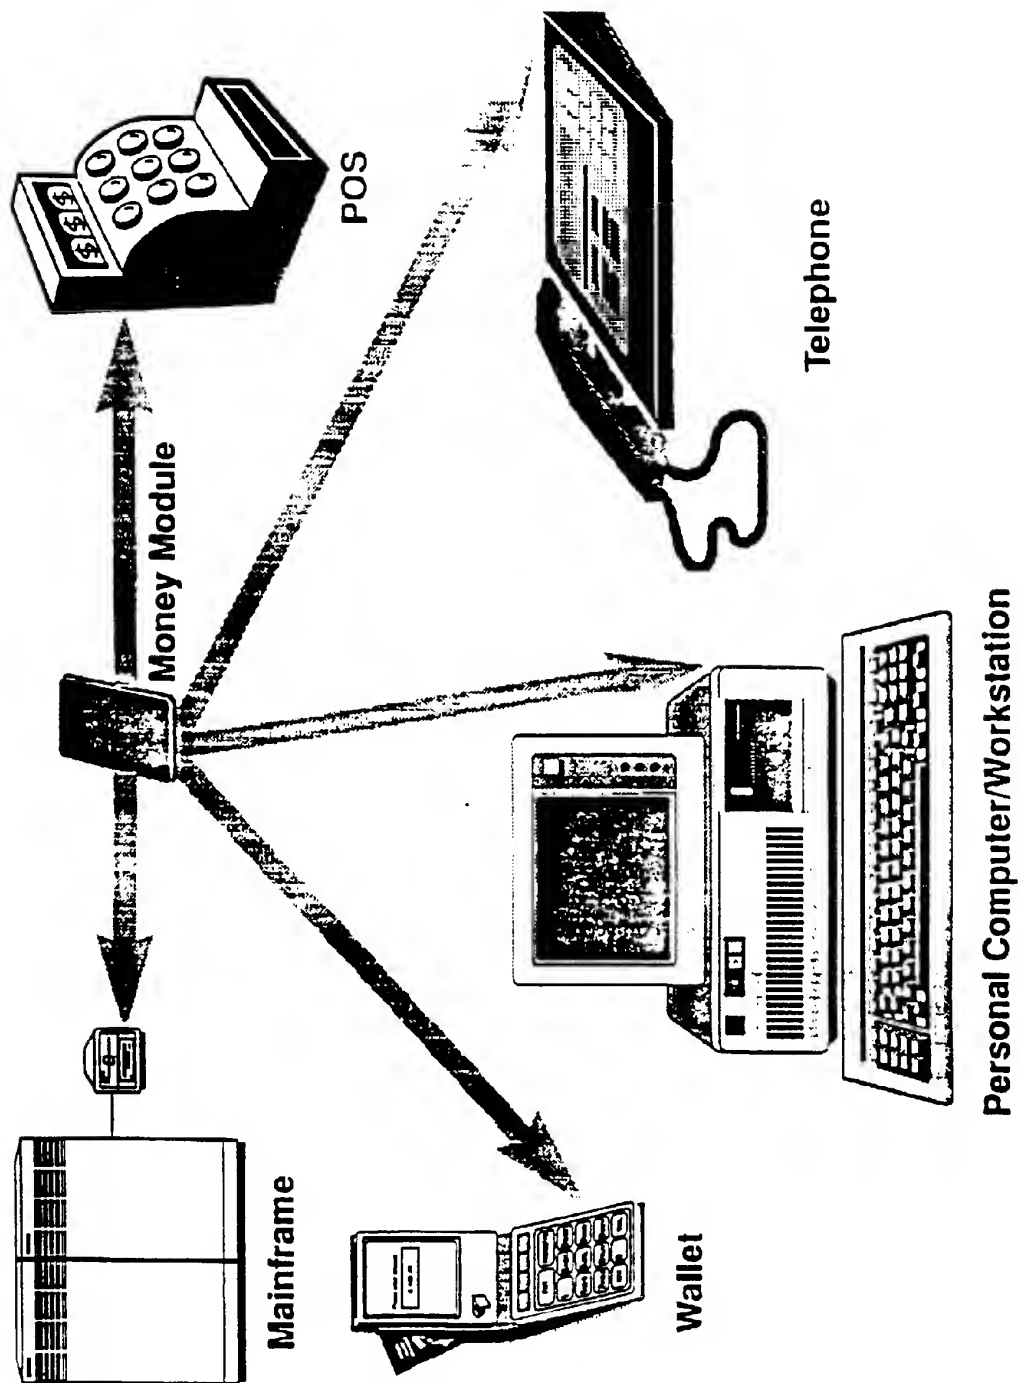 Mainframe
Money Module
POS
$$$
Wallet
Personal Computer/Workstation
Telephone